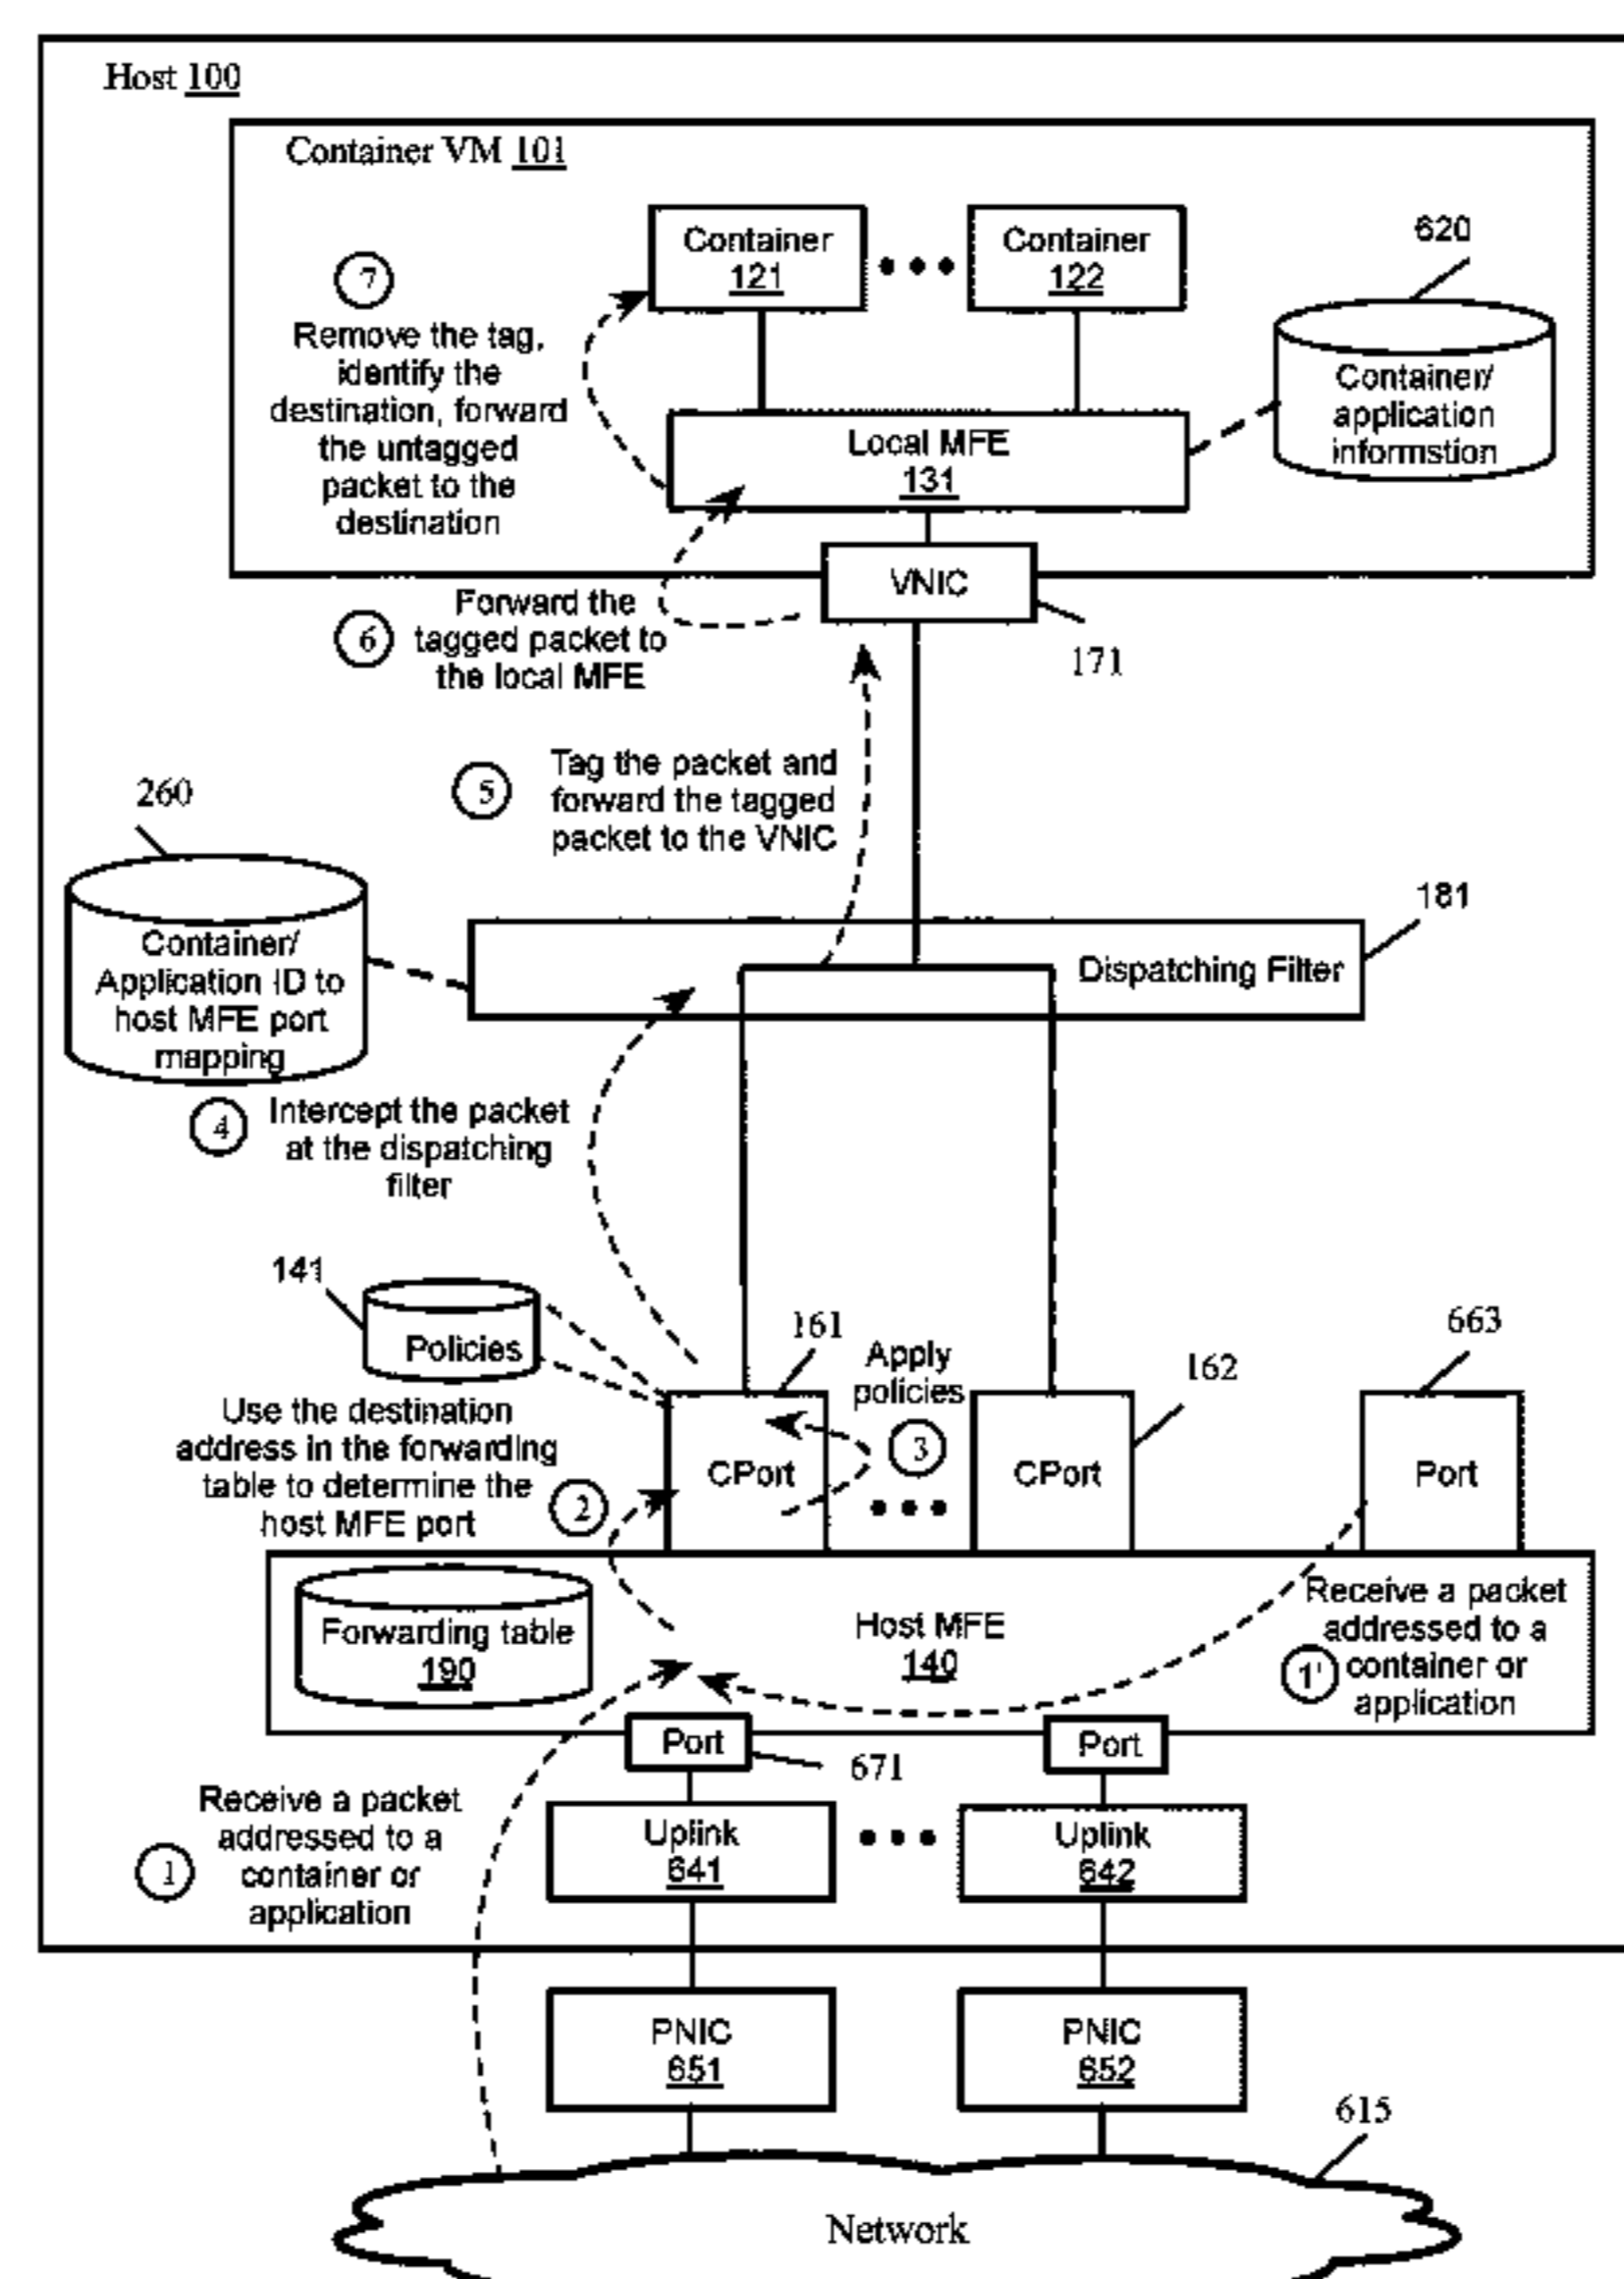 Host 100
Container VM 101
Container
121
Container
122
620
7
Remove the tag,
identify the
destination, forward
the untagged
packet to the
destination
Container/
application
informstion
Local MFE
131
VNIC
171
6
Forward the
tagged packet to
the local MFE
5
Tag the packet and
forward the tagged
packet to the VNIC
260
Container/
Application ID to
host MFE port
mapping
181
Dispatching Filter
4
Intercept the packet
at the dispatching
filter
141
Policies
161
Apply
policies
3
162
663
Use the destination
address in the forwarding
table to determine the
host MFE port
2
CPort
CPort
Port
Forwarding table
190
Host MFE
140
Receive a packet
addressed to a
container or
application
1'
Port
671
Port
1
Receive a packet
addressed to a
container or
application
Uplink
641
Uplink
642
PNIC
651
PNIC
652
615
Network